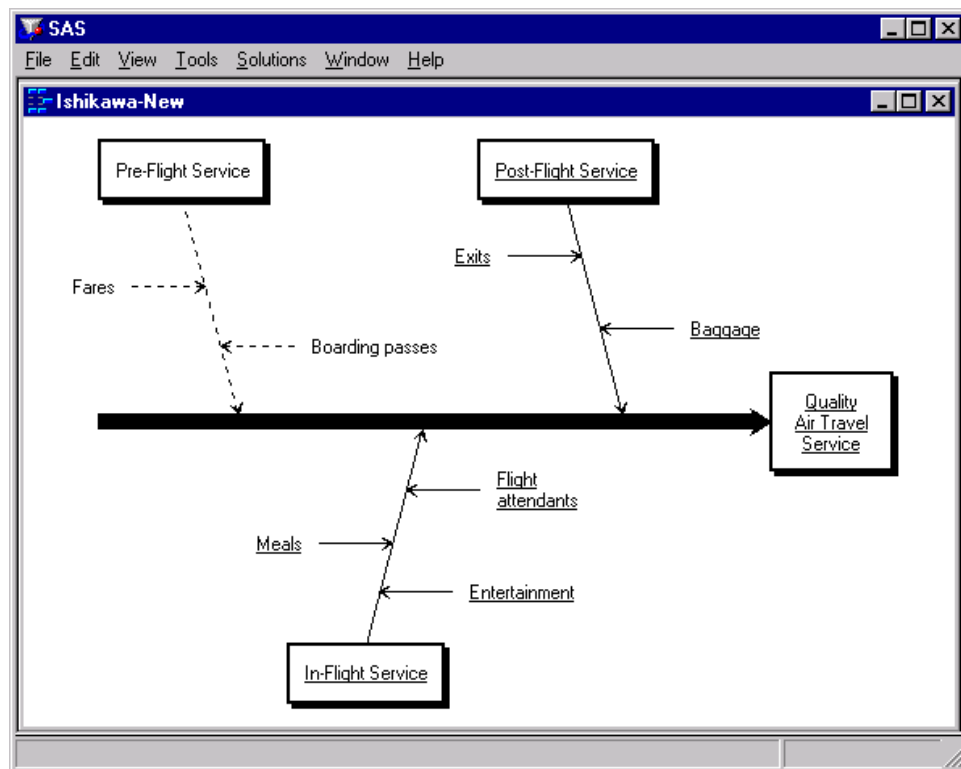 SAS
File Edit View Tools Solutions Window Help
Ishikawa-New
Pre-Flight Service
Post-Flight Service
Exits
Fares
Baggage
Boarding passes
Quality
Air Travel
Service
Flight
attendants
Meals
Entertainment
In-Flight Service